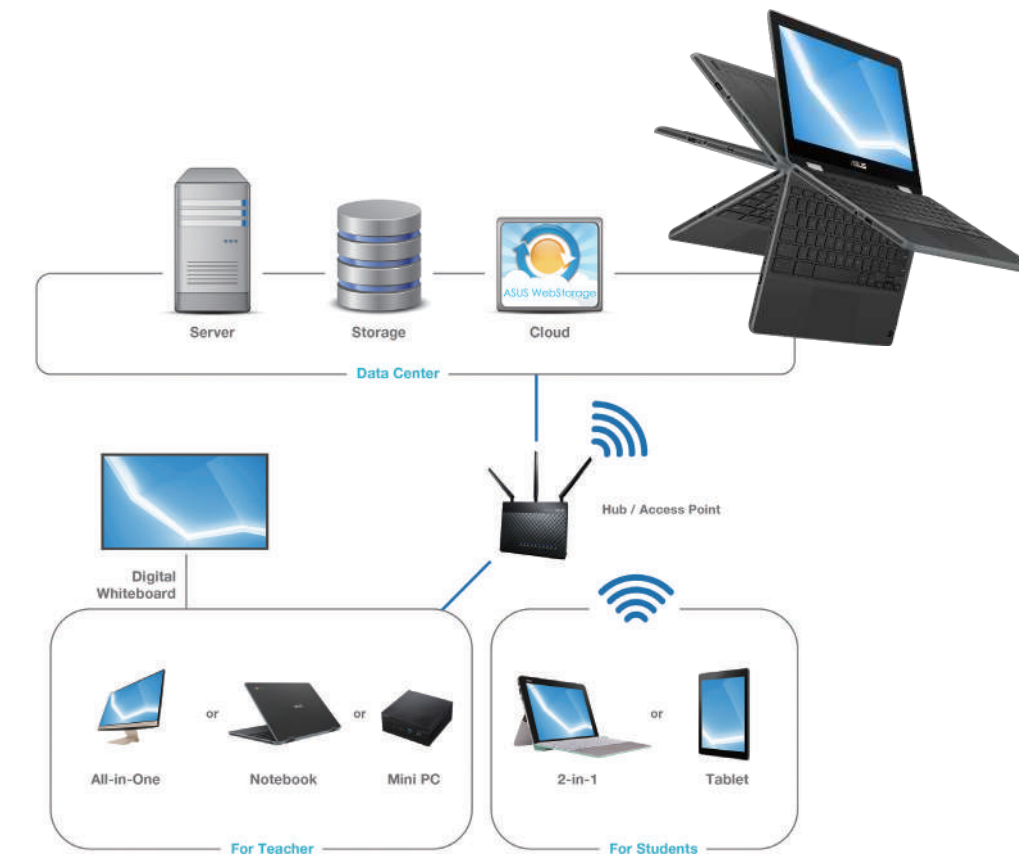 ASUS
ASUS WebStorage
Server
Storage
Cloud
Data Center
Hub / Access Point
Digital
Whiteboard
or
or
or
All-in-One
Notebook
Mini PC
2-in-1
Tablet
For Teacher
For Students